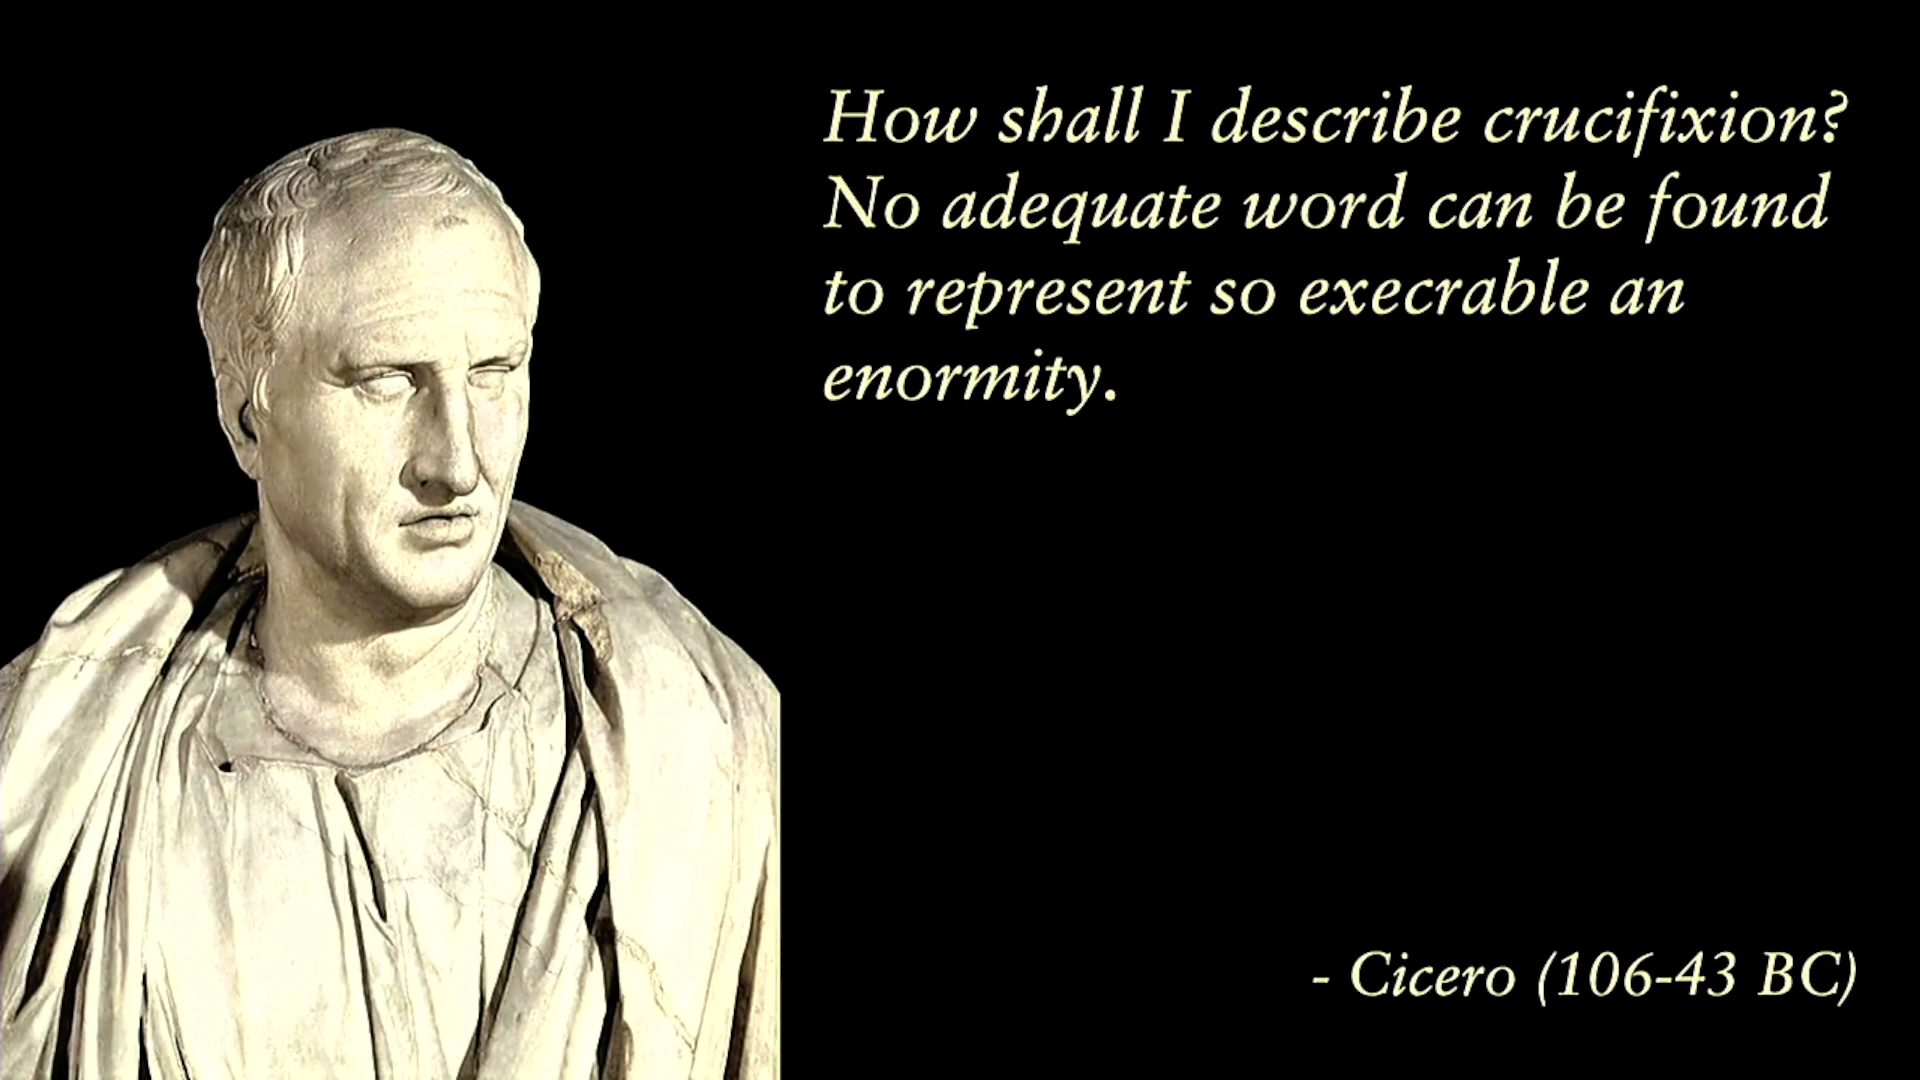 How shall I describe crucifixion?
No adequate word can be found
to represent so execrable an
enormity.
- Cicero (106-43 BC)